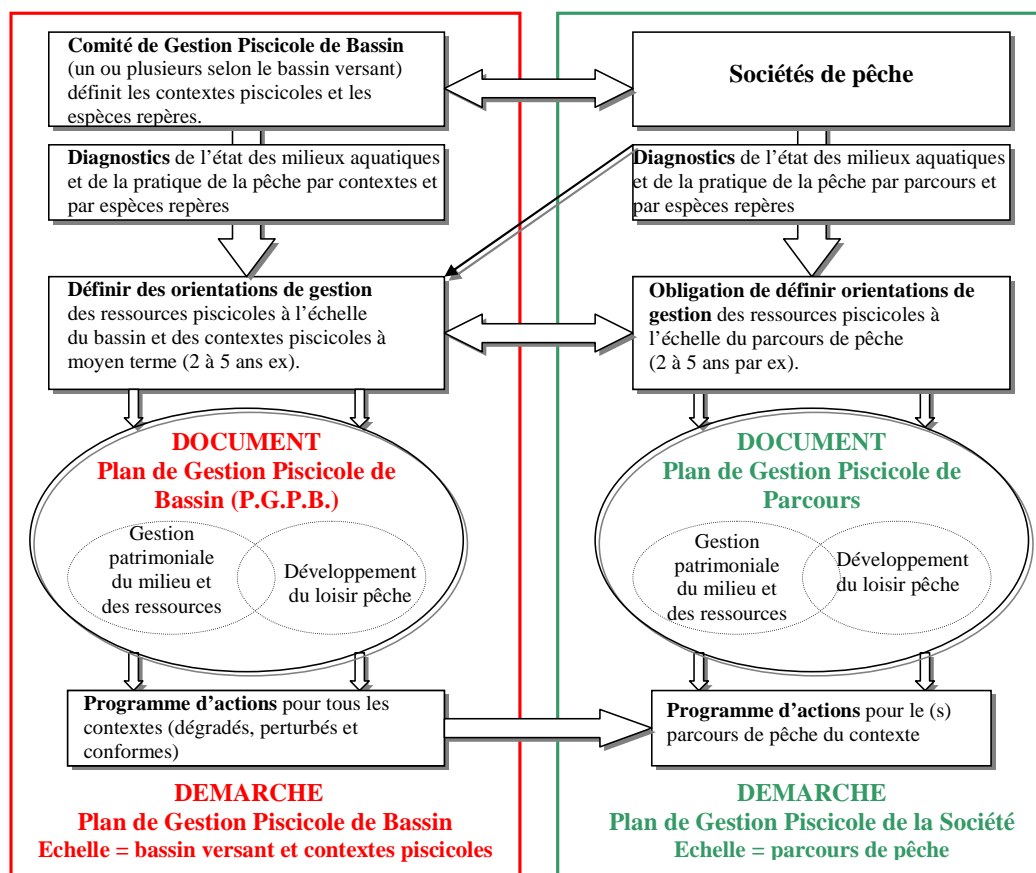 Comité de Gestion Piscicole de Bassin
(un ou plusieurs selon le bassin versant)
définit les contextes piscicoles et les
espèces repères.
Diagnostics de l'état des milieux aquatiques
et de la pratique de la pêche par contextes et
par espèces repères
Définir des orientations de gestion
des ressources piscicoles à l'échelle
du bassin et des contextes piscicoles à
moyen terme (2 à 5 ans ex).
DOCUMENT
Plan de Gestion Piscicole de
Bassin (P.G.P.B.)
Gestion
patrimoniale
du milieu et
des ressources
Développement
du loisir pêche
Programme d'actions pour tous les
contextes (dégradés, perturbés et
conformes)
DEMARCHE
Plan de Gestion Piscicole de Bassin
Echelle = bassin versant et contextes piscicoles
Sociétés de pêche
Diagnostics de l'état des milieux aquatiques
et de la pratique de la pêche par parcours et
par espèces repères
Obligation de définir orientations de
gestion des ressources piscicoles à
l'échelle du parcours de pêche
(2 à 5 ans par ex).
DOCUMENT
Plan de Gestion Piscicole de
Parcours
Gestion
patrimoniale
du milieu et
des ressources
Développement
du loisir pêche
Programme d'actions pour le (s)
parcours de pêche du contexte
DEMARCHE
Plan de Gestion Piscicole de la Société
Echelle = parcours de pêche